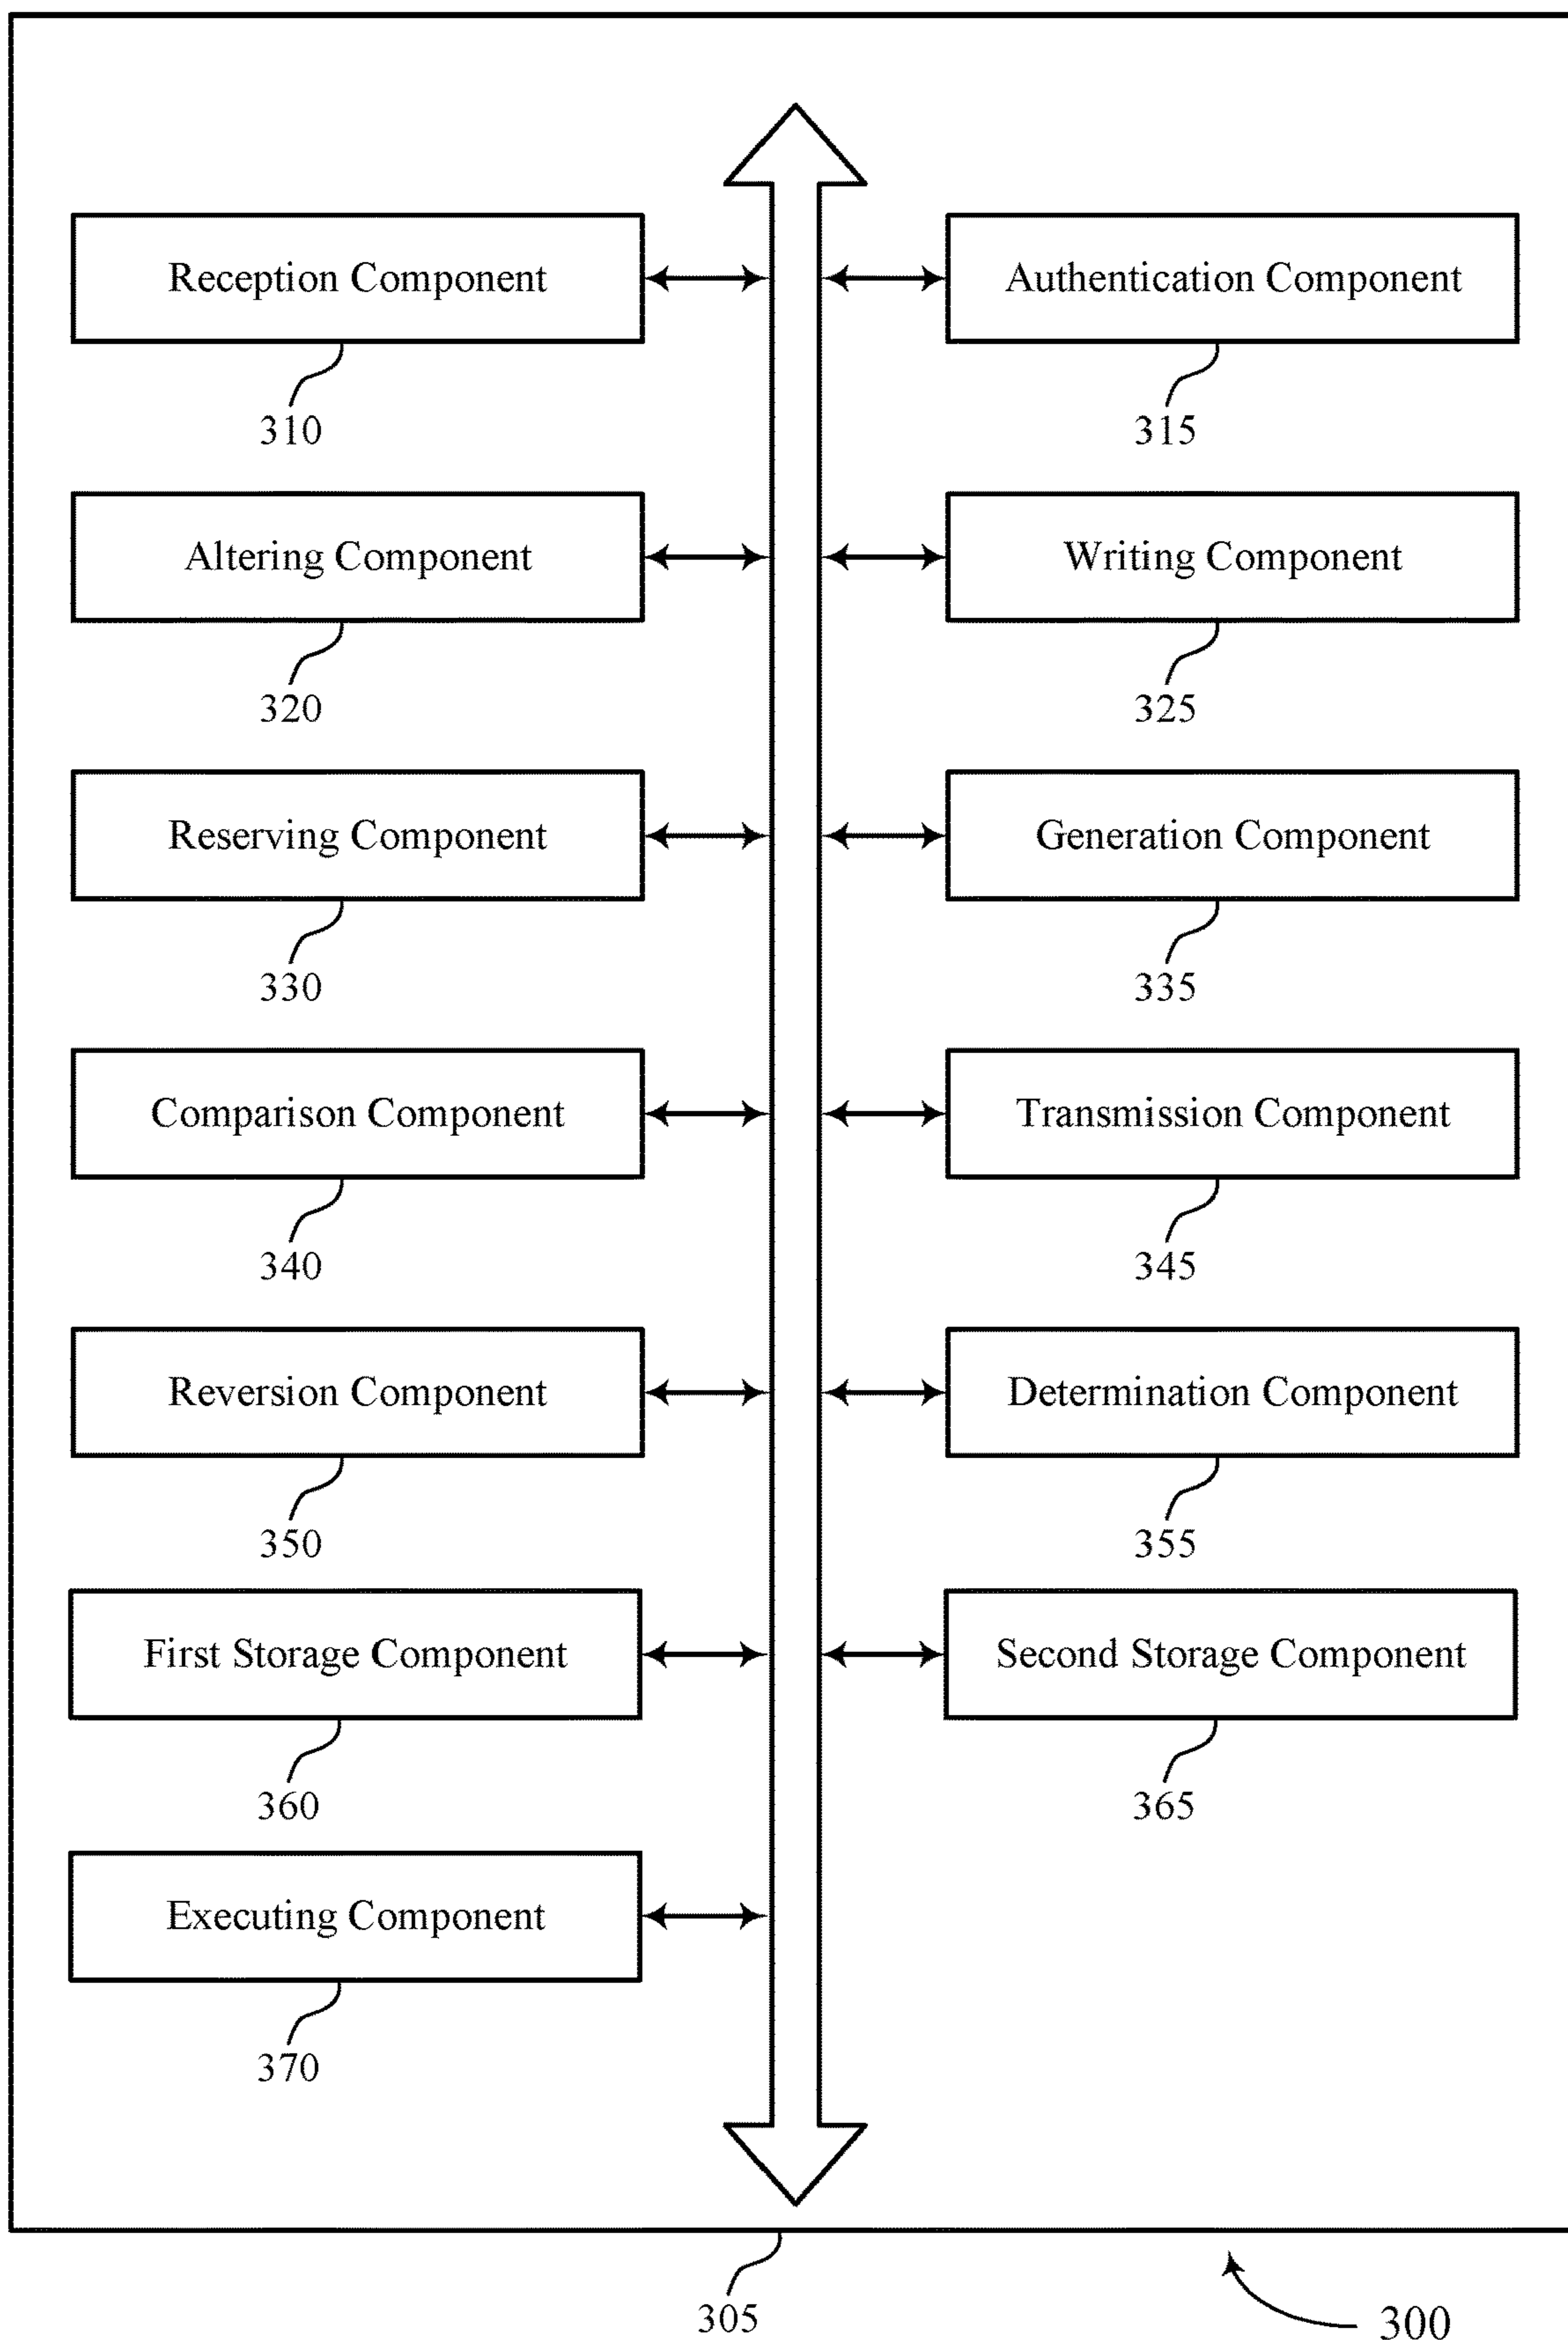 Reception Component
Authentication Component
310
315
Altering Component
Writing Component
320
325
Reserving Component
Generation Component
330
335
Comparison Component
Transmission Component
340
345
Reversion Component
Determination Component
350
355
First Storage Component
Second Storage Component
360
365
Executing Component
370
305
300